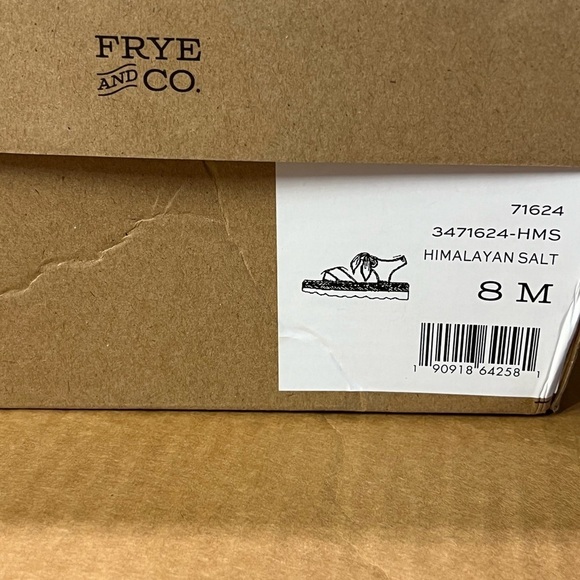 FRYE
AND CO.
71624
3471624-HMS
HIMALAYAN SALT
8 M
1 90918 64258 1